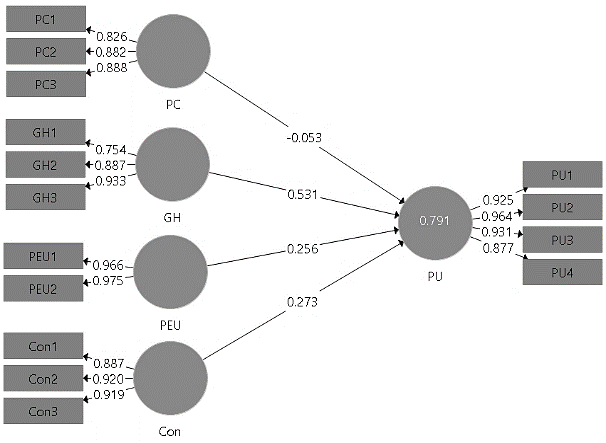 PC1
PC2
PC3
0.826
0.882
0.888
PC
GH1
GH2
GH3
0.754
0.887
0.933
GH
PEU1
PEU2
0.966
0.975
PEU
Con1
Con2
Con3
0.887
0.920
0.919
Con
-0.053
0.531
0.256
0.273
0.791
PU
0.925
0.964
0.931
0.877
PU1
PU2
PU3
PU4